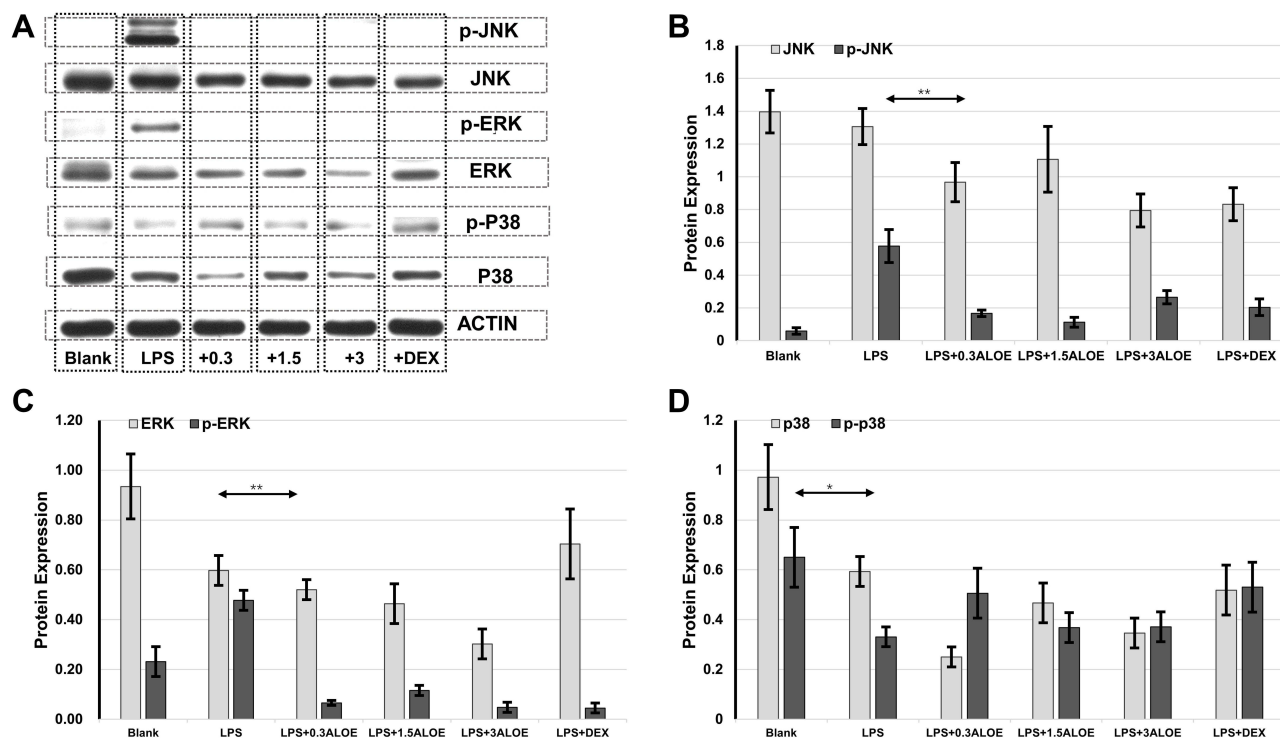 A
p-JNK
JNK
p-ERK
ERK
p-P38
P38
ACTIN
Blank LPS +0.3 +1.5 +3 +DEX
B
JNK p-JNK
Protein Expression
1.8
1.6
1.4
1.2
1
0.8
0.6
0.4
0.2
0
**
Blank LPS LPS+0.3ALOE LPS+1.5ALOE LPS+3ALOE LPS+DEX
C
ERK p-ERK
Protein Expression
1.20
1.00
0.80
0.60
0.40
0.20
0.00
**
Blank LPS LPS+0.3ALOE LPS+1.5ALOE LPS+3ALOE LPS+DEX
D
p38 p-p38
Protein Expression
1.2
1
0.8
0.6
0.4
0.2
0
*
Blank LPS LPS+0.3ALOE LPS+1.5ALOE LPS+3ALOE LPS+DEX